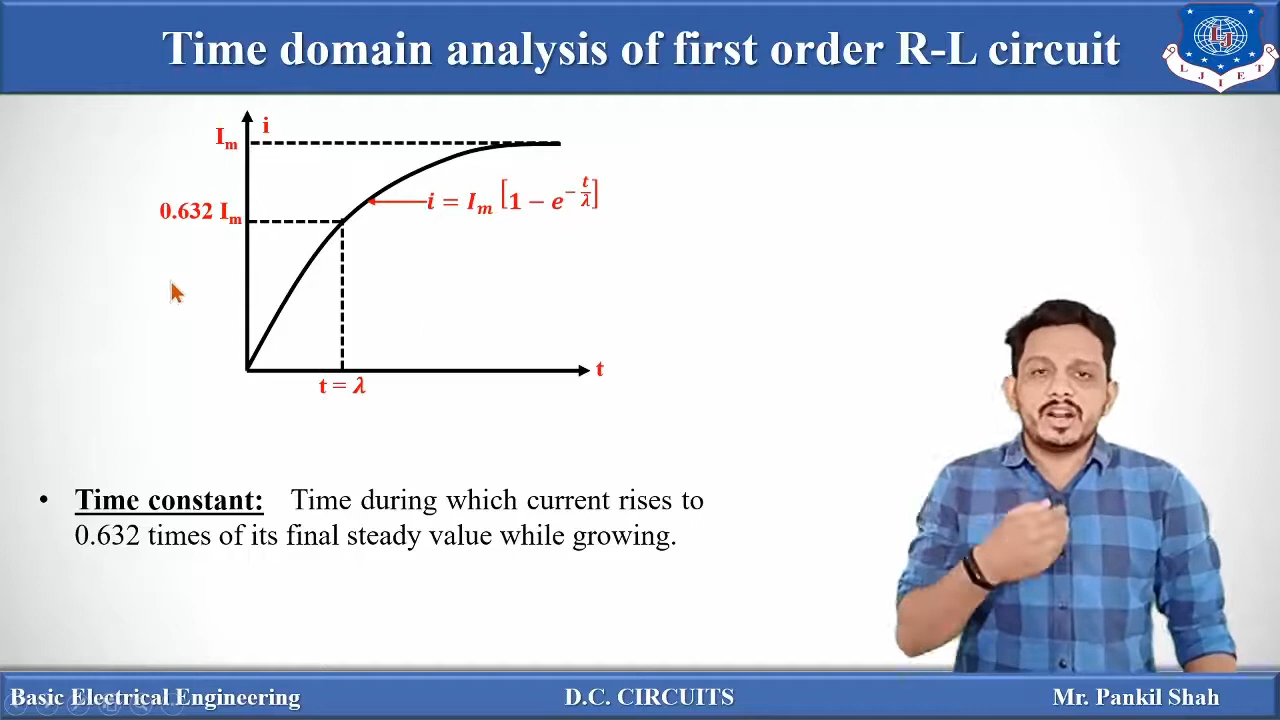 Time domain analysis of first order R-L circuit
LJIET
i
Iₘ
i = Iₘ [1 − e^(−t/λ)]
0.632 Iₘ
t
t = λ
• Time constant: Time during which current rises to
0.632 times of its final steady value while growing.
Basic Electrical Engineering
D.C. CIRCUITS
Mr. Pankil Shah